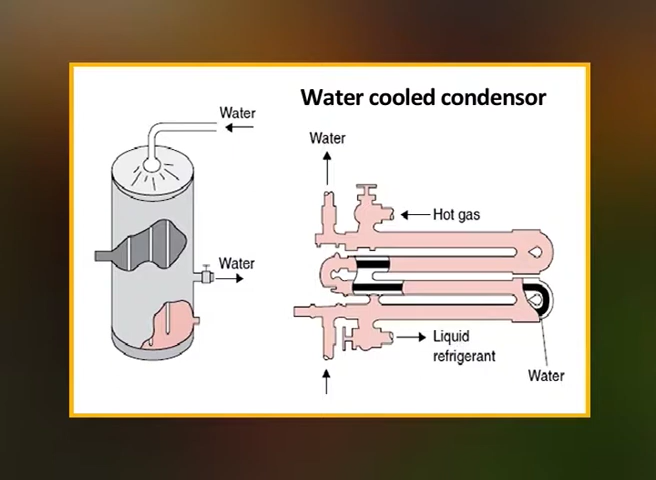 Water cooled condensor
Water
Water
Hot gas
Water
Liquid
refrigerant
Water